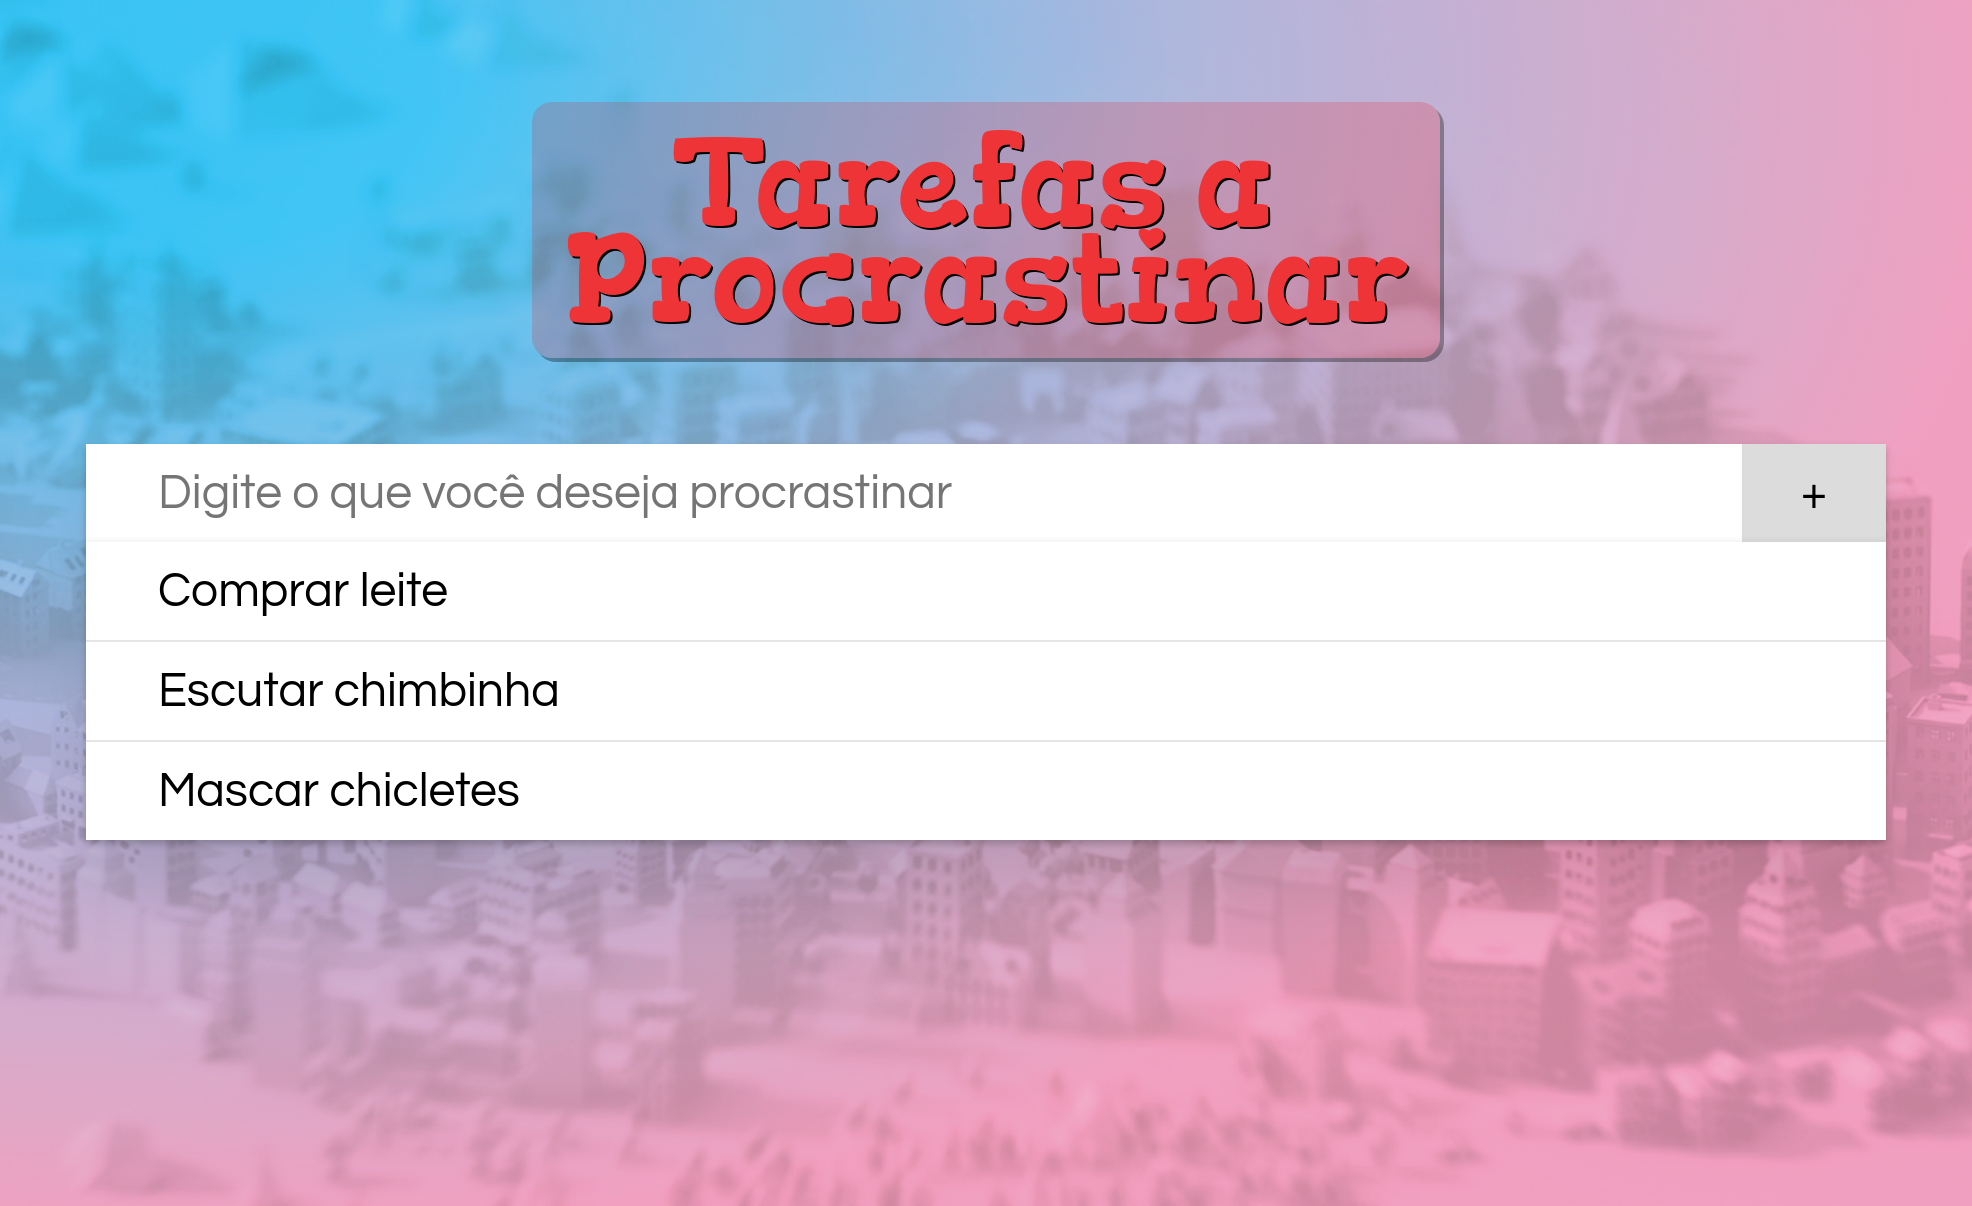 Tarefas a
Procrastinar
Digite o que você deseja procrastinar
+
Comprar leite
Escutar chimbinha
Mascar chicletes